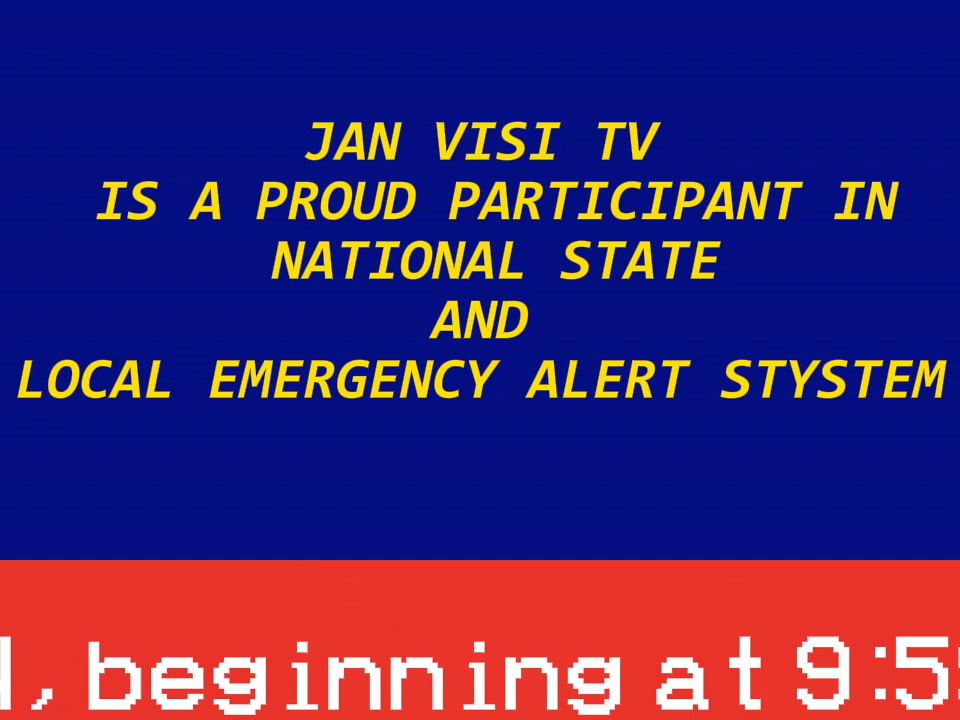 JAN VISI TV
IS A PROUD PARTICIPANT IN
NATIONAL STATE
AND
LOCAL EMERGENCY ALERT STYSTEM
, beginning at 9:5